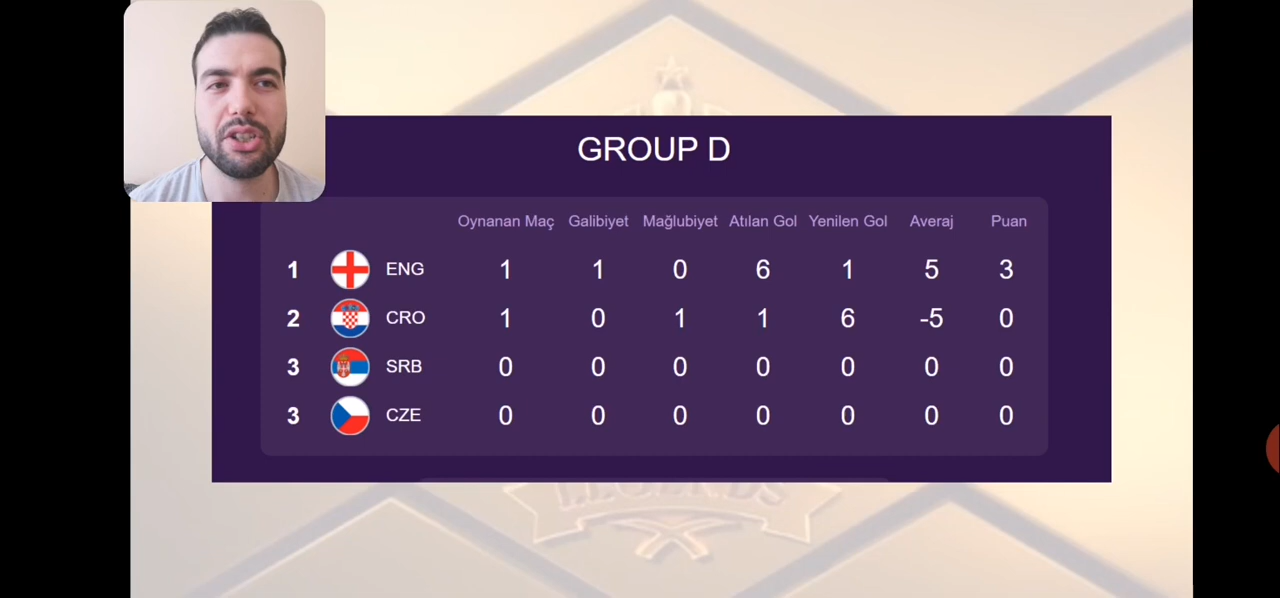 GROUP D
Oynanan Maç Galibiyet Mağlubiyet Atılan Gol Yenilen Gol Averaj Puan
1 ENG 1 1 0 6 1 5 3
2 CRO 1 0 1 1 6 -5 0
3 SRB 0 0 0 0 0 0 0
3 CZE 0 0 0 0 0 0 0
LEGENDS